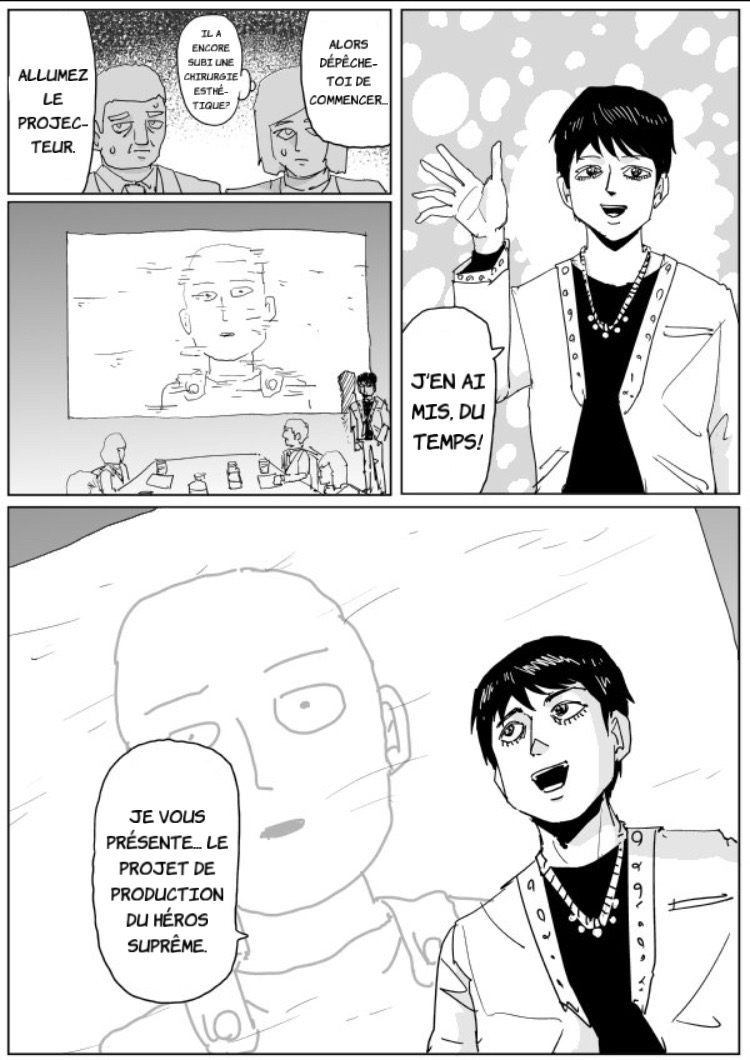 J'EN AI
MIS, DU
TEMPS!
ALORS
DÉPÊCHE-
TOI DE
COMMENCER...
IL A
ENCORE
SUBI UNE
CHIRURGIE
ESTHÉ-
TIQUE?
ALLUMEZ
LE
PROJEC-
TEUR.
JE VOUS
PRÉSENTE... LE
PROJET DE
PRODUCTION
DU HÉROS
SUPRÊME.